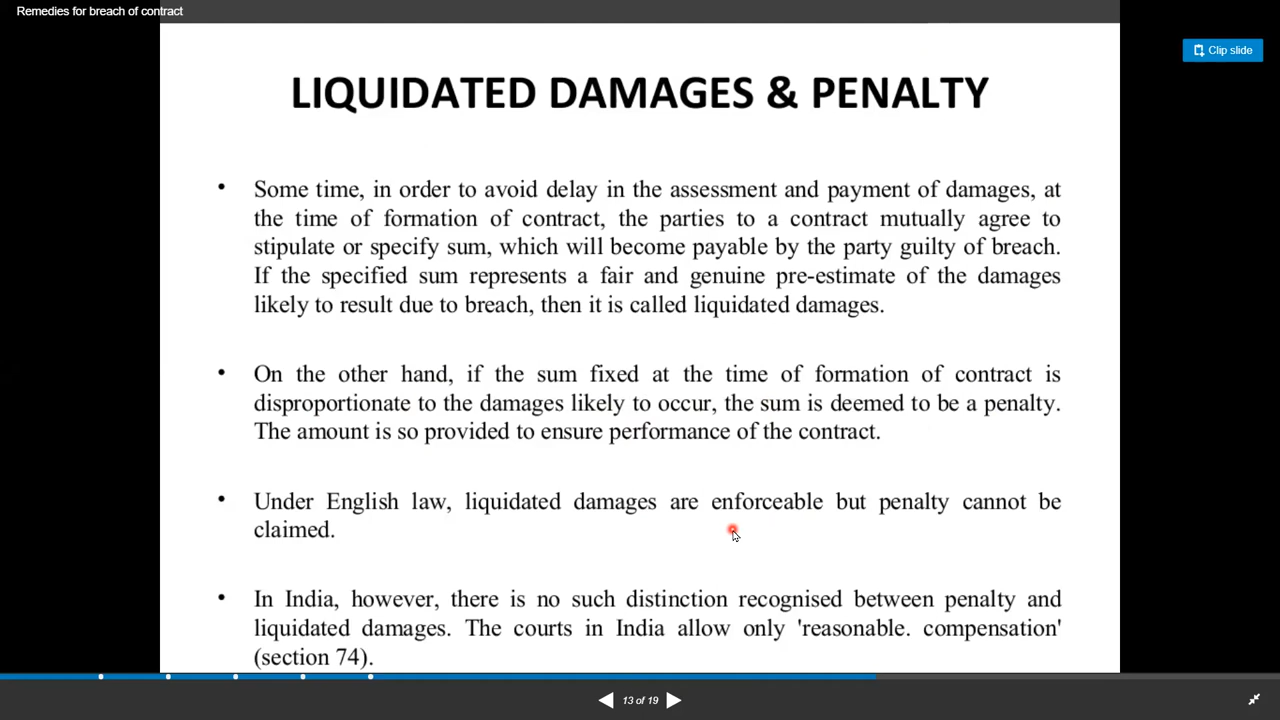 Remedies for breach of contract
Clip slide
LIQUIDATED DAMAGES & PENALTY
• Some time, in order to avoid delay in the assessment and payment of damages, at
the time of formation of contract, the parties to a contract mutually agree to
stipulate or specify sum, which will become payable by the party guilty of breach.
If the specified sum represents a fair and genuine pre-estimate of the damages
likely to result due to breach, then it is called liquidated damages.
• On the other hand, if the sum fixed at the time of formation of contract is
disproportionate to the damages likely to occur, the sum is deemed to be a penalty.
The amount is so provided to ensure performance of the contract.
• Under English law, liquidated damages are enforceable but penalty cannot be
claimed.
• In India, however, there is no such distinction recognised between penalty and
liquidated damages. The courts in India allow only 'reasonable. compensation'
(section 74).
13 of 19